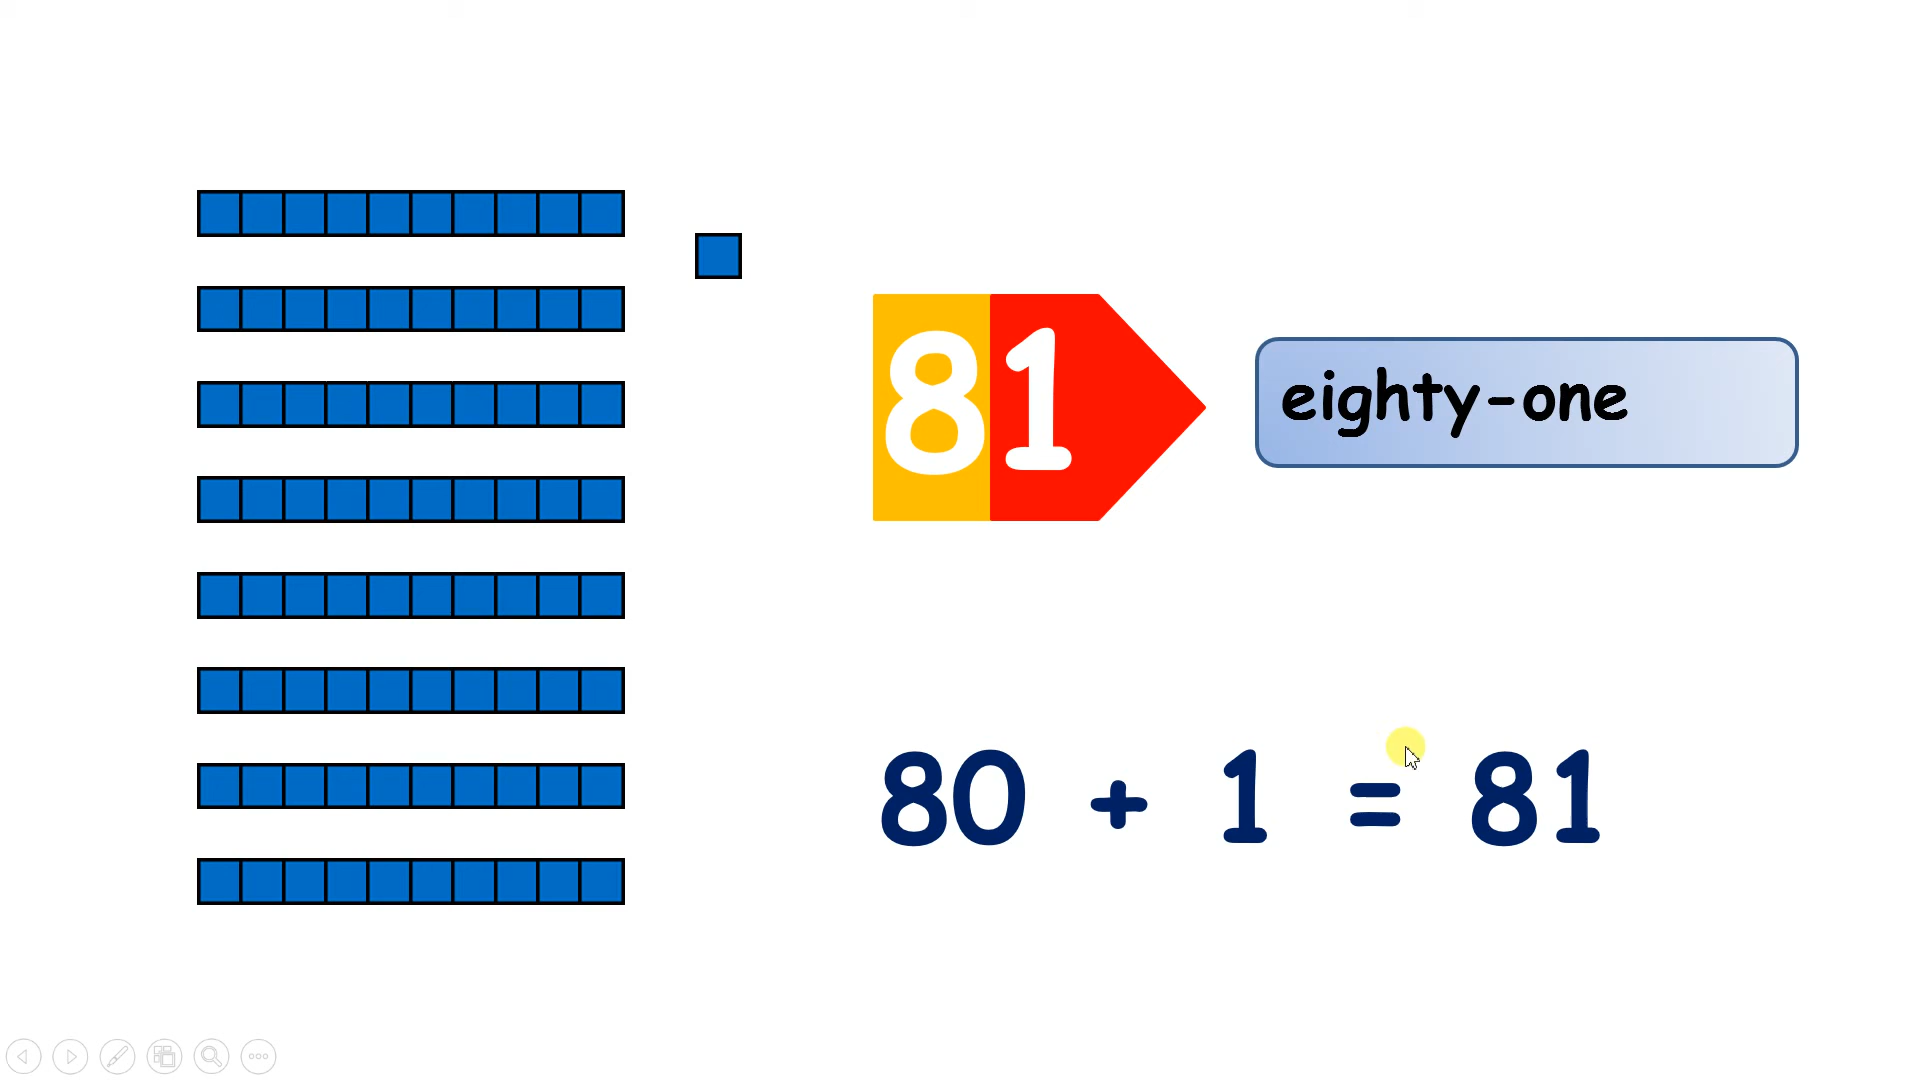 81
eighty-one
80 + 1 = 81